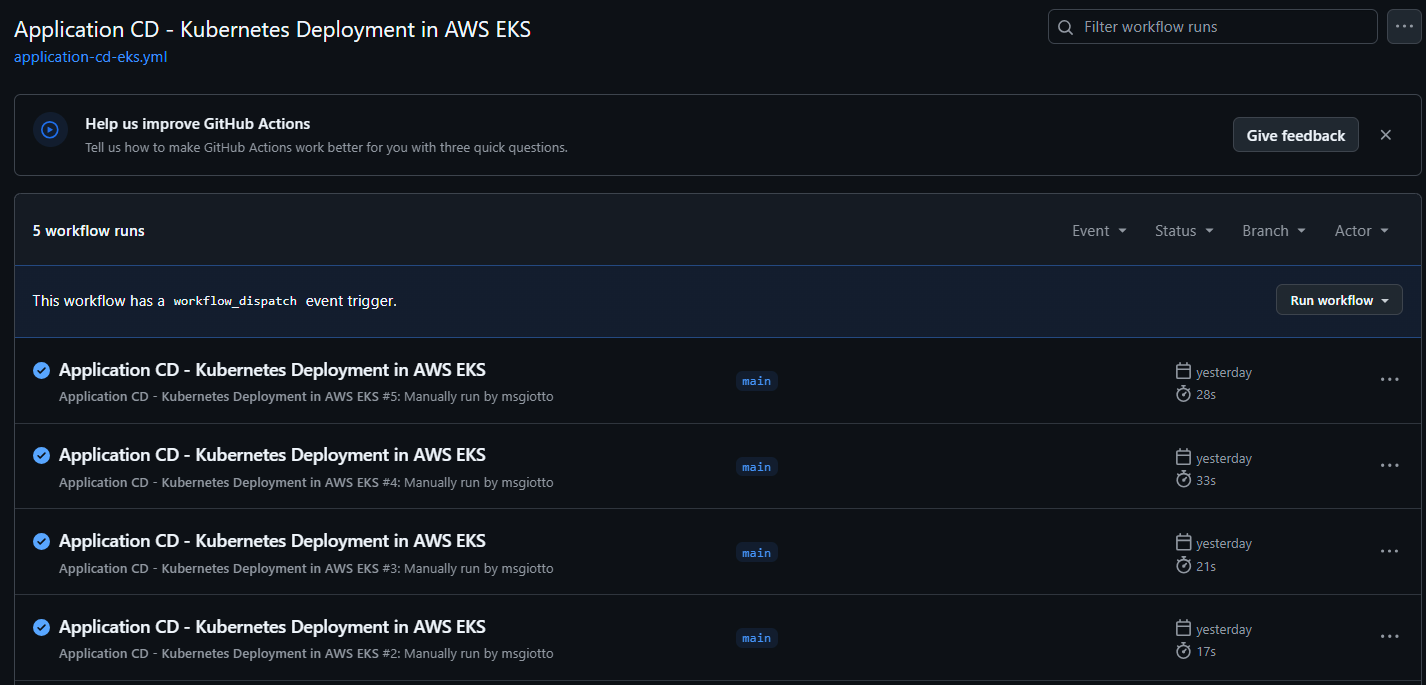 Application CD - Kubernetes Deployment in AWS EKS
Filter workflow runs
application-cd-eks.yml
Help us improve GitHub Actions
Tell us how to make GitHub Actions work better for you with three quick questions.
Give feedback
5 workflow runs
Event Status Branch Actor
This workflow has a workflow_dispatch event trigger.
Run workflow
Application CD - Kubernetes Deployment in AWS EKS
Application CD - Kubernetes Deployment in AWS EKS #5: Manually run by msgiotto
main
yesterday
28s
Application CD - Kubernetes Deployment in AWS EKS
Application CD - Kubernetes Deployment in AWS EKS #4: Manually run by msgiotto
main
yesterday
33s
Application CD - Kubernetes Deployment in AWS EKS
Application CD - Kubernetes Deployment in AWS EKS #3: Manually run by msgiotto
main
yesterday
21s
Application CD - Kubernetes Deployment in AWS EKS
Application CD - Kubernetes Deployment in AWS EKS #2: Manually run by msgiotto
main
yesterday
17s